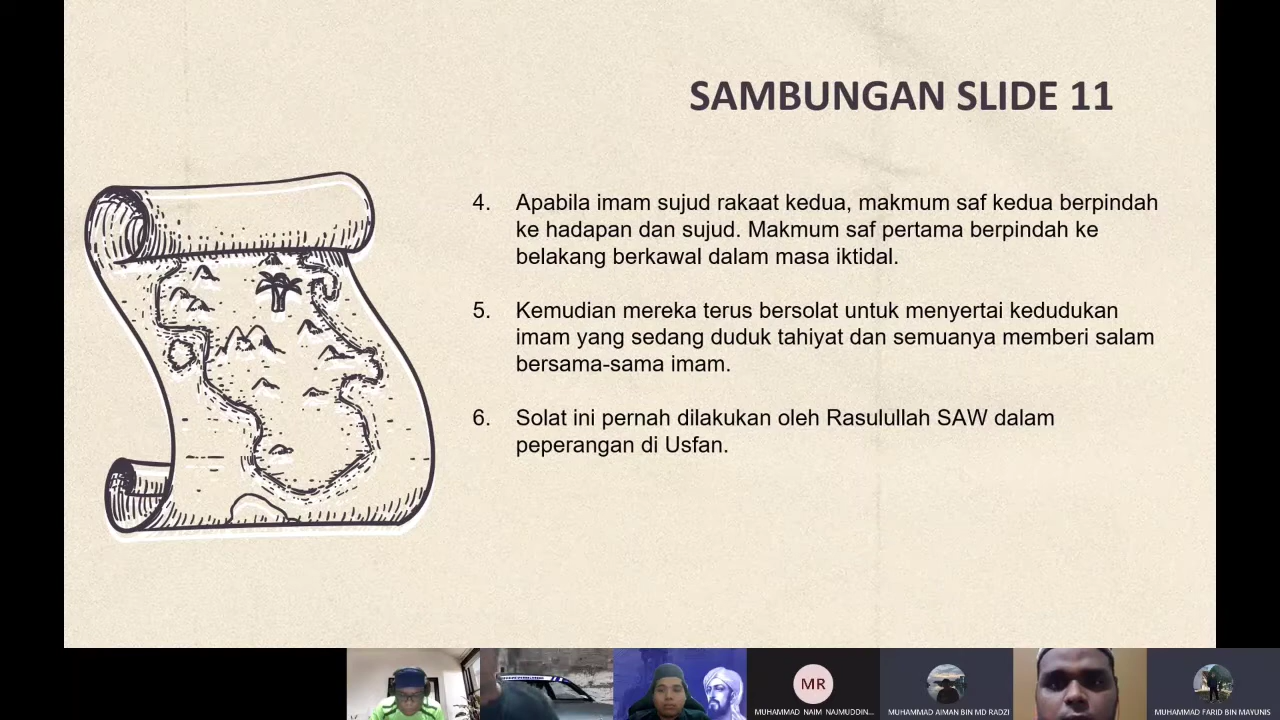 SAMBUNGAN SLIDE 11
4. Apabila imam sujud rakaat kedua, makmum saf kedua berpindah
ke hadapan dan sujud. Makmum saf pertama berpindah ke
belakang berkawal dalam masa iktidal.
5. Kemudian mereka terus bersolat untuk menyertai kedudukan
imam yang sedang duduk tahiyat dan semuanya memberi salam
bersama-sama imam.
6. Solat ini pernah dilakukan oleh Rasulullah SAW dalam
peperangan di Usfan.
MR
MUHAMMAD NAIM NAJMUDDIN...
MUHAMMAD AIMAN BIN MD RADZI
MUHAMMAD FARID BIN MAYUNIS